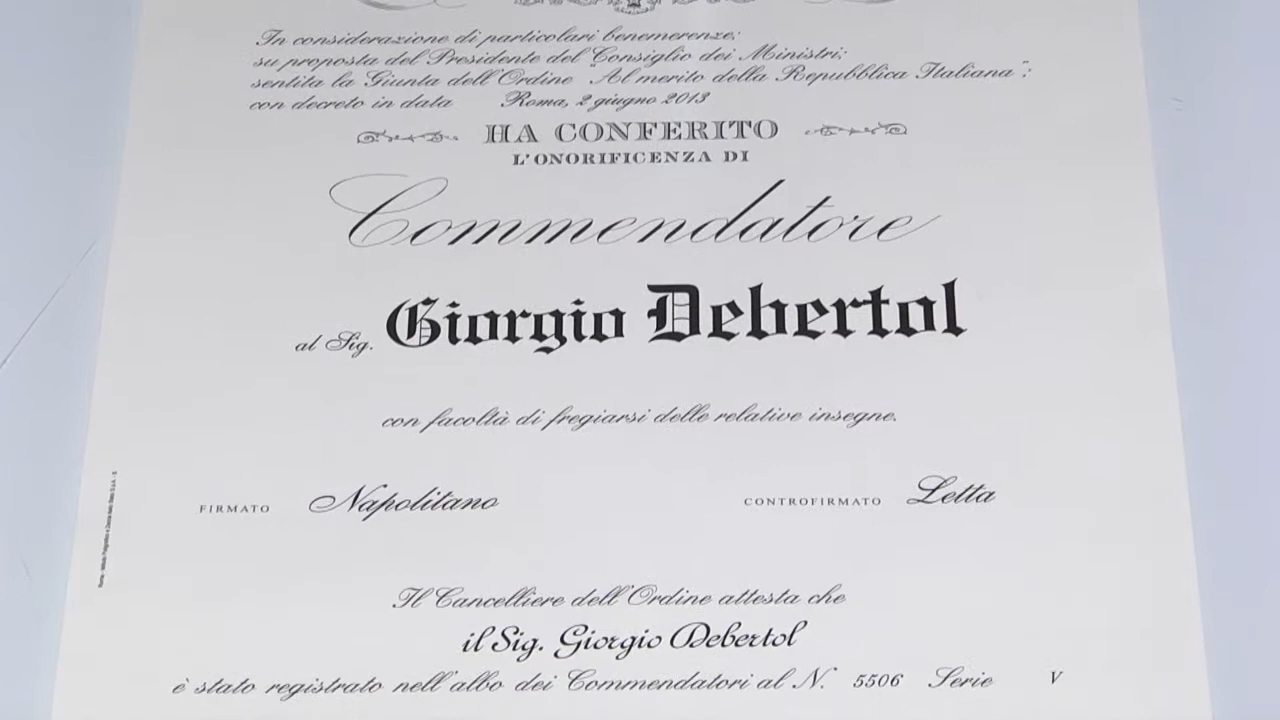 In considerazione di particolari benemerenze;
su proposta del Presidente del Consiglio dei Ministri;
sentita la Giunta dell'Ordine "Al merito della Repubblica Italiana";
con decreto in data Roma, 2 giugno 2013
HA CONFERITO
L'ONORIFICENZA DI
Commendatore
al Sig. Giorgio Debertol
con facoltà di fregiarsi delle relative insegne.
FIRMATO Napolitano CONTROFIRMATO Letta
Il Cancelliere dell'Ordine attesta che
il Sig. Giorgio Debertol
è stato registrato nell'albo dei Commendatori al N. 5506 Serie V